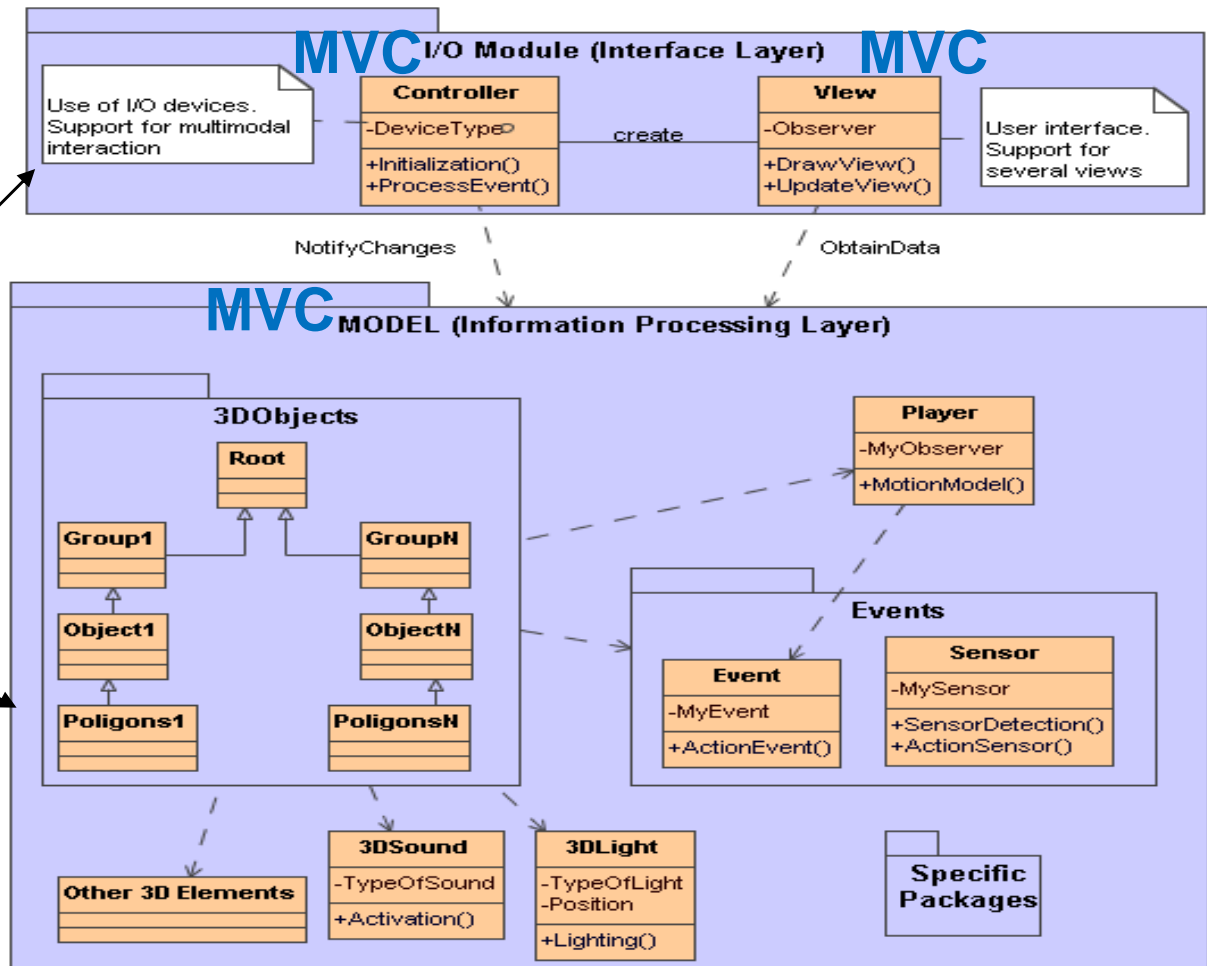 MVC I/O Module (Interface Layer) MVC
Use of I/O devices.
Support for multimodal
interaction
Controller
-DeviceType
+Initialization()
+ProcessEvent()
create
View
-Observer
+DrawView()
+UpdateView()
User interface.
Support for
several views
NotifyChanges
ObtainData
MVC MODEL (Information Processing Layer)
3DObjects
Root
Group1
GroupN
Object1
ObjectN
Poligons1
PoligonsN
Player
-MyObserver
+MotionModel()
Events
Event
-MyEvent
+ActionEvent()
Sensor
-MySensor
+SensorDetection()
+ActionSensor()
Other 3D Elements
3DSound
-TypeOfSound
+Activation()
3DLight
-TypeOfLight
-Position
+Lighting()
Specific
Packages